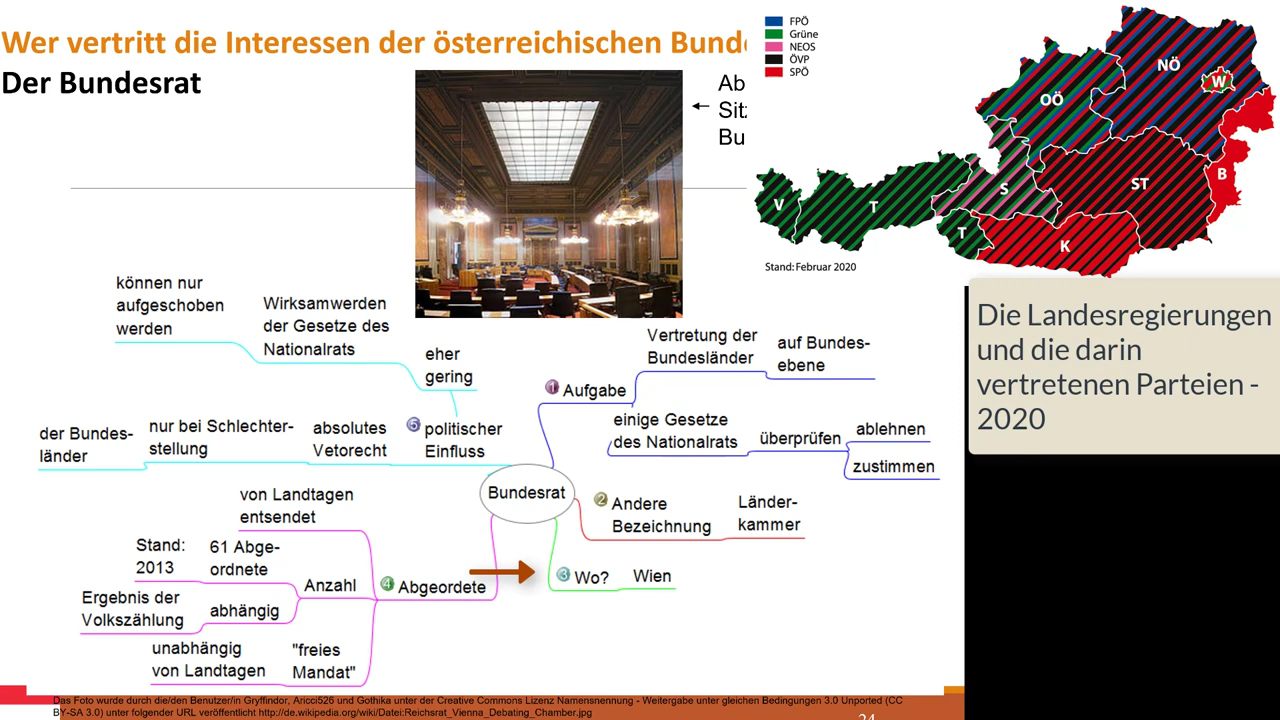 Wer vertritt die Interessen der österreichischen Bund
Der Bundesrat
Ab
Sitz
Bu
FPÖ
Grüne
NEOS
ÖVP
SPÖ
NÖ
W
OÖ
B
ST
S
V
T
T
K
Stand: Februar 2020
Die Landesregierungen
und die darin
vertretenen Parteien -
2020
können nur
aufgeschoben
werden
Wirksamwerden
der Gesetze des
Nationalrats
eher
gering
5 politischer
Einfluss
absolutes
Vetorecht
nur bei Schlechter-
stellung
der Bundes-
länder
1 Aufgabe
Vertretung der
Bundesländer
auf Bundes-
ebene
einige Gesetze
des Nationalrats
überprüfen
ablehnen
zustimmen
Bundesrat
2 Andere
Bezeichnung
Länder-
kammer
3 Wo?
Wien
4 Abgeordete
von Landtagen
entsendet
Anzahl
61 Abge-
ordnete
Stand:
2013
abhängig
Ergebnis der
Volkszählung
"freies
Mandat"
unabhängig
von Landtagen
Das Foto wurde durch die/den Benutzer/in Gryffindor, Aricci526 und Gothika unter der Creative Commons Lizenz Namensnennung - Weitergabe unter gleichen Bedingungen 3.0 Unported (CC
BY-SA 3.0) unter folgender URL veröffentlicht http://de.wikipedia.org/wiki/Datei:Reichsrat_Vienna_Debating_Chamber.jpg
24